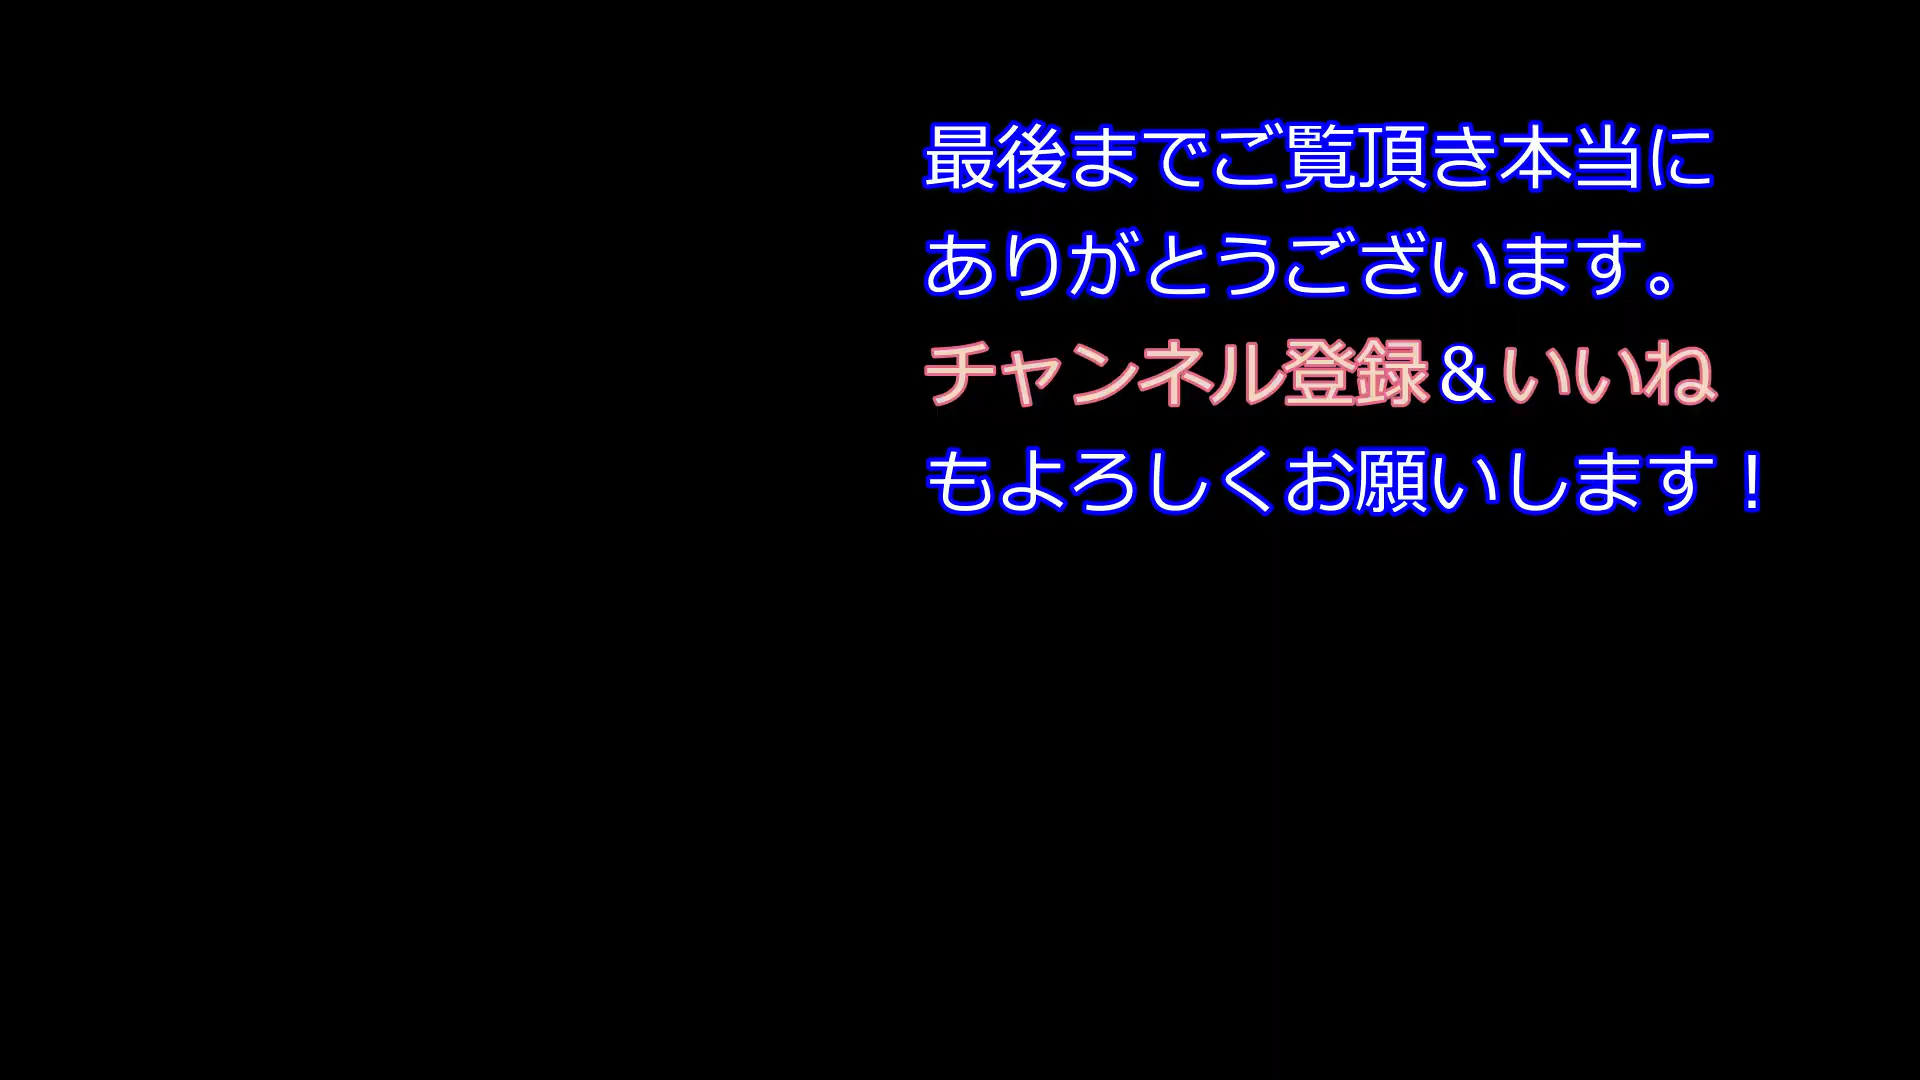 最後までご覧頂き本当に
ありがとうございます。
チャンネル登録＆いいね
もよろしくお願いします！